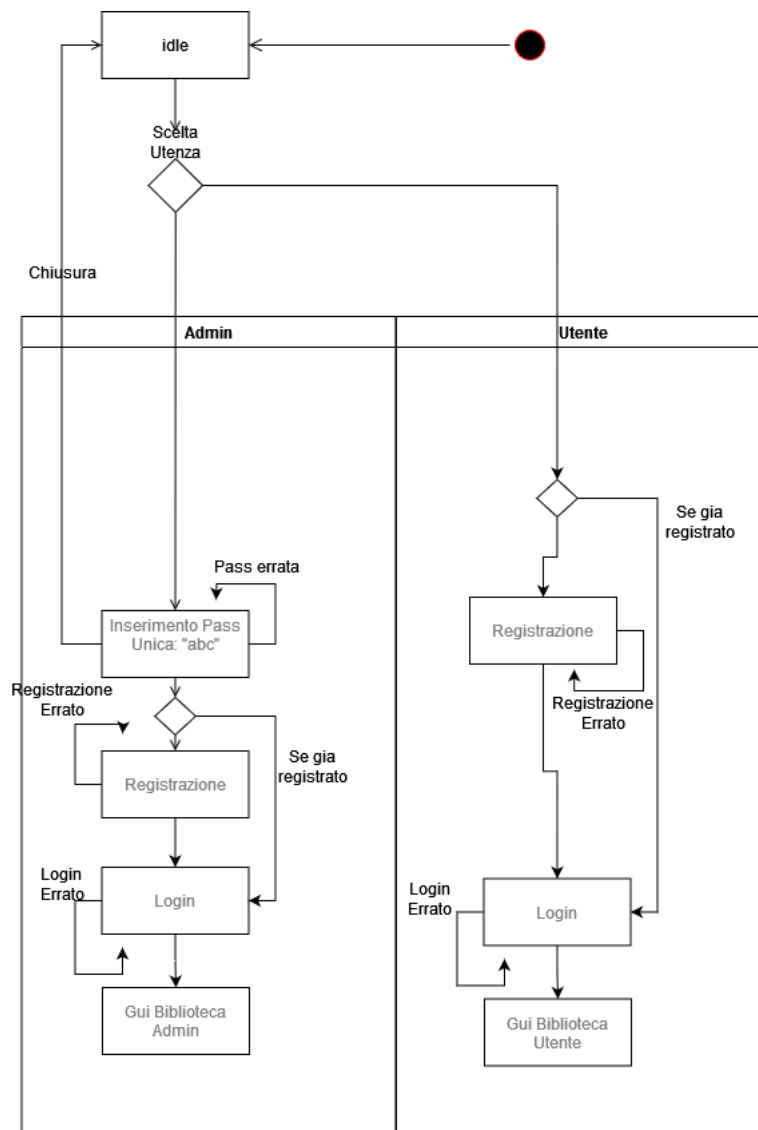 idle
Scelta
Utenza
Chiusura
Admin
Utente
Se gia
registrato
Pass errata
Inserimento Pass
Unica: "abc"
Registrazione
Registrazione
Errato
Registrazione
Errato
Se gia
registrato
Registrazione
Login
Errato
Login
Login
Errato
Login
Gui Biblioteca
Admin
Gui Biblioteca
Utente